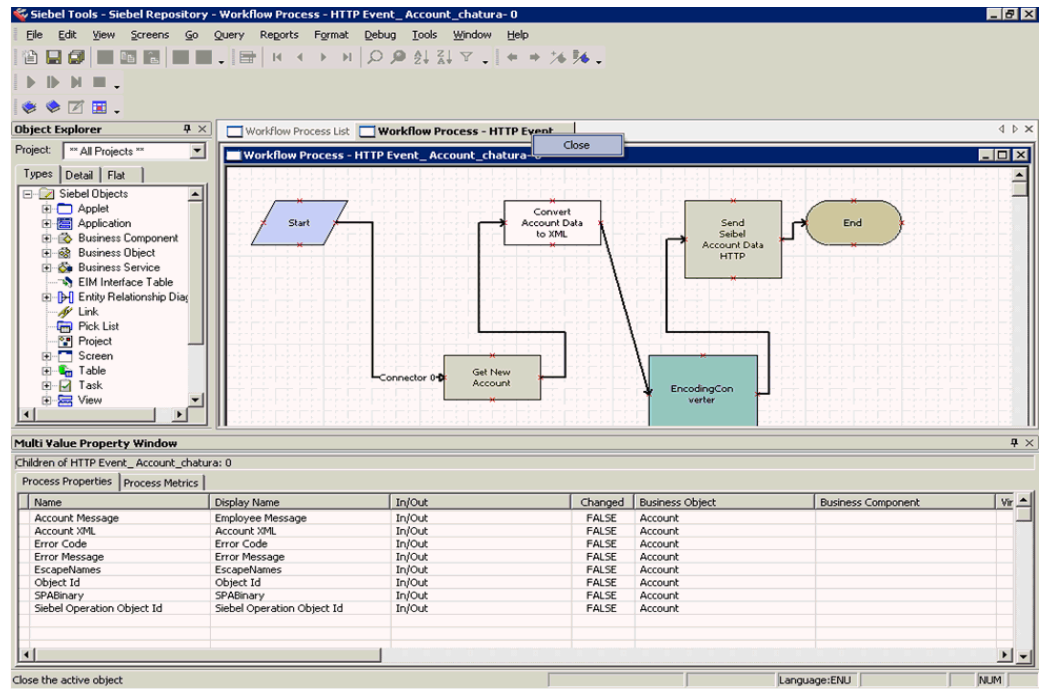 Siebel Tools - Siebel Repository - Workflow Process - HTTP Event_ Account_chatura- 0
File Edit View Screens Go Query Reports Format Debug Tools Window Help
Object Explorer
Project: ** All Projects **
Types Detail Flat
Siebel Objects
Applet
Application
Business Component
Business Object
Business Service
EIM Interface Table
Entity Relationship Diag
Link
Pick List
Project
Screen
Table
Task
View
Workflow Process List Workflow Process - HTTP Event
Close
Workflow Process - HTTP Event_ Account_chatura- 0
Start
Convert
Account Data
to XML
Send
Seibel
Account Data
HTTP
End
Connector 0
Get New
Account
EncodingCon
verter
Multi Value Property Window
Children of HTTP Event_ Account_chatura: 0
Process Properties Process Metrics
Name Display Name In/Out Changed Business Object Business Component Vir
Account Message Employee Message In/Out FALSE Account
Account XML Account XML In/Out FALSE Account
Error Code Error Code In/Out FALSE Account
Error Message Error Message In/Out FALSE Account
EscapeNames EscapeNames In/Out FALSE Account
Object Id Object Id In/Out FALSE Account
SPABinary SPABinary In/Out FALSE Account
Siebel Operation Object Id Siebel Operation Object Id In/Out FALSE Account
Close the active object Language:ENU NUM